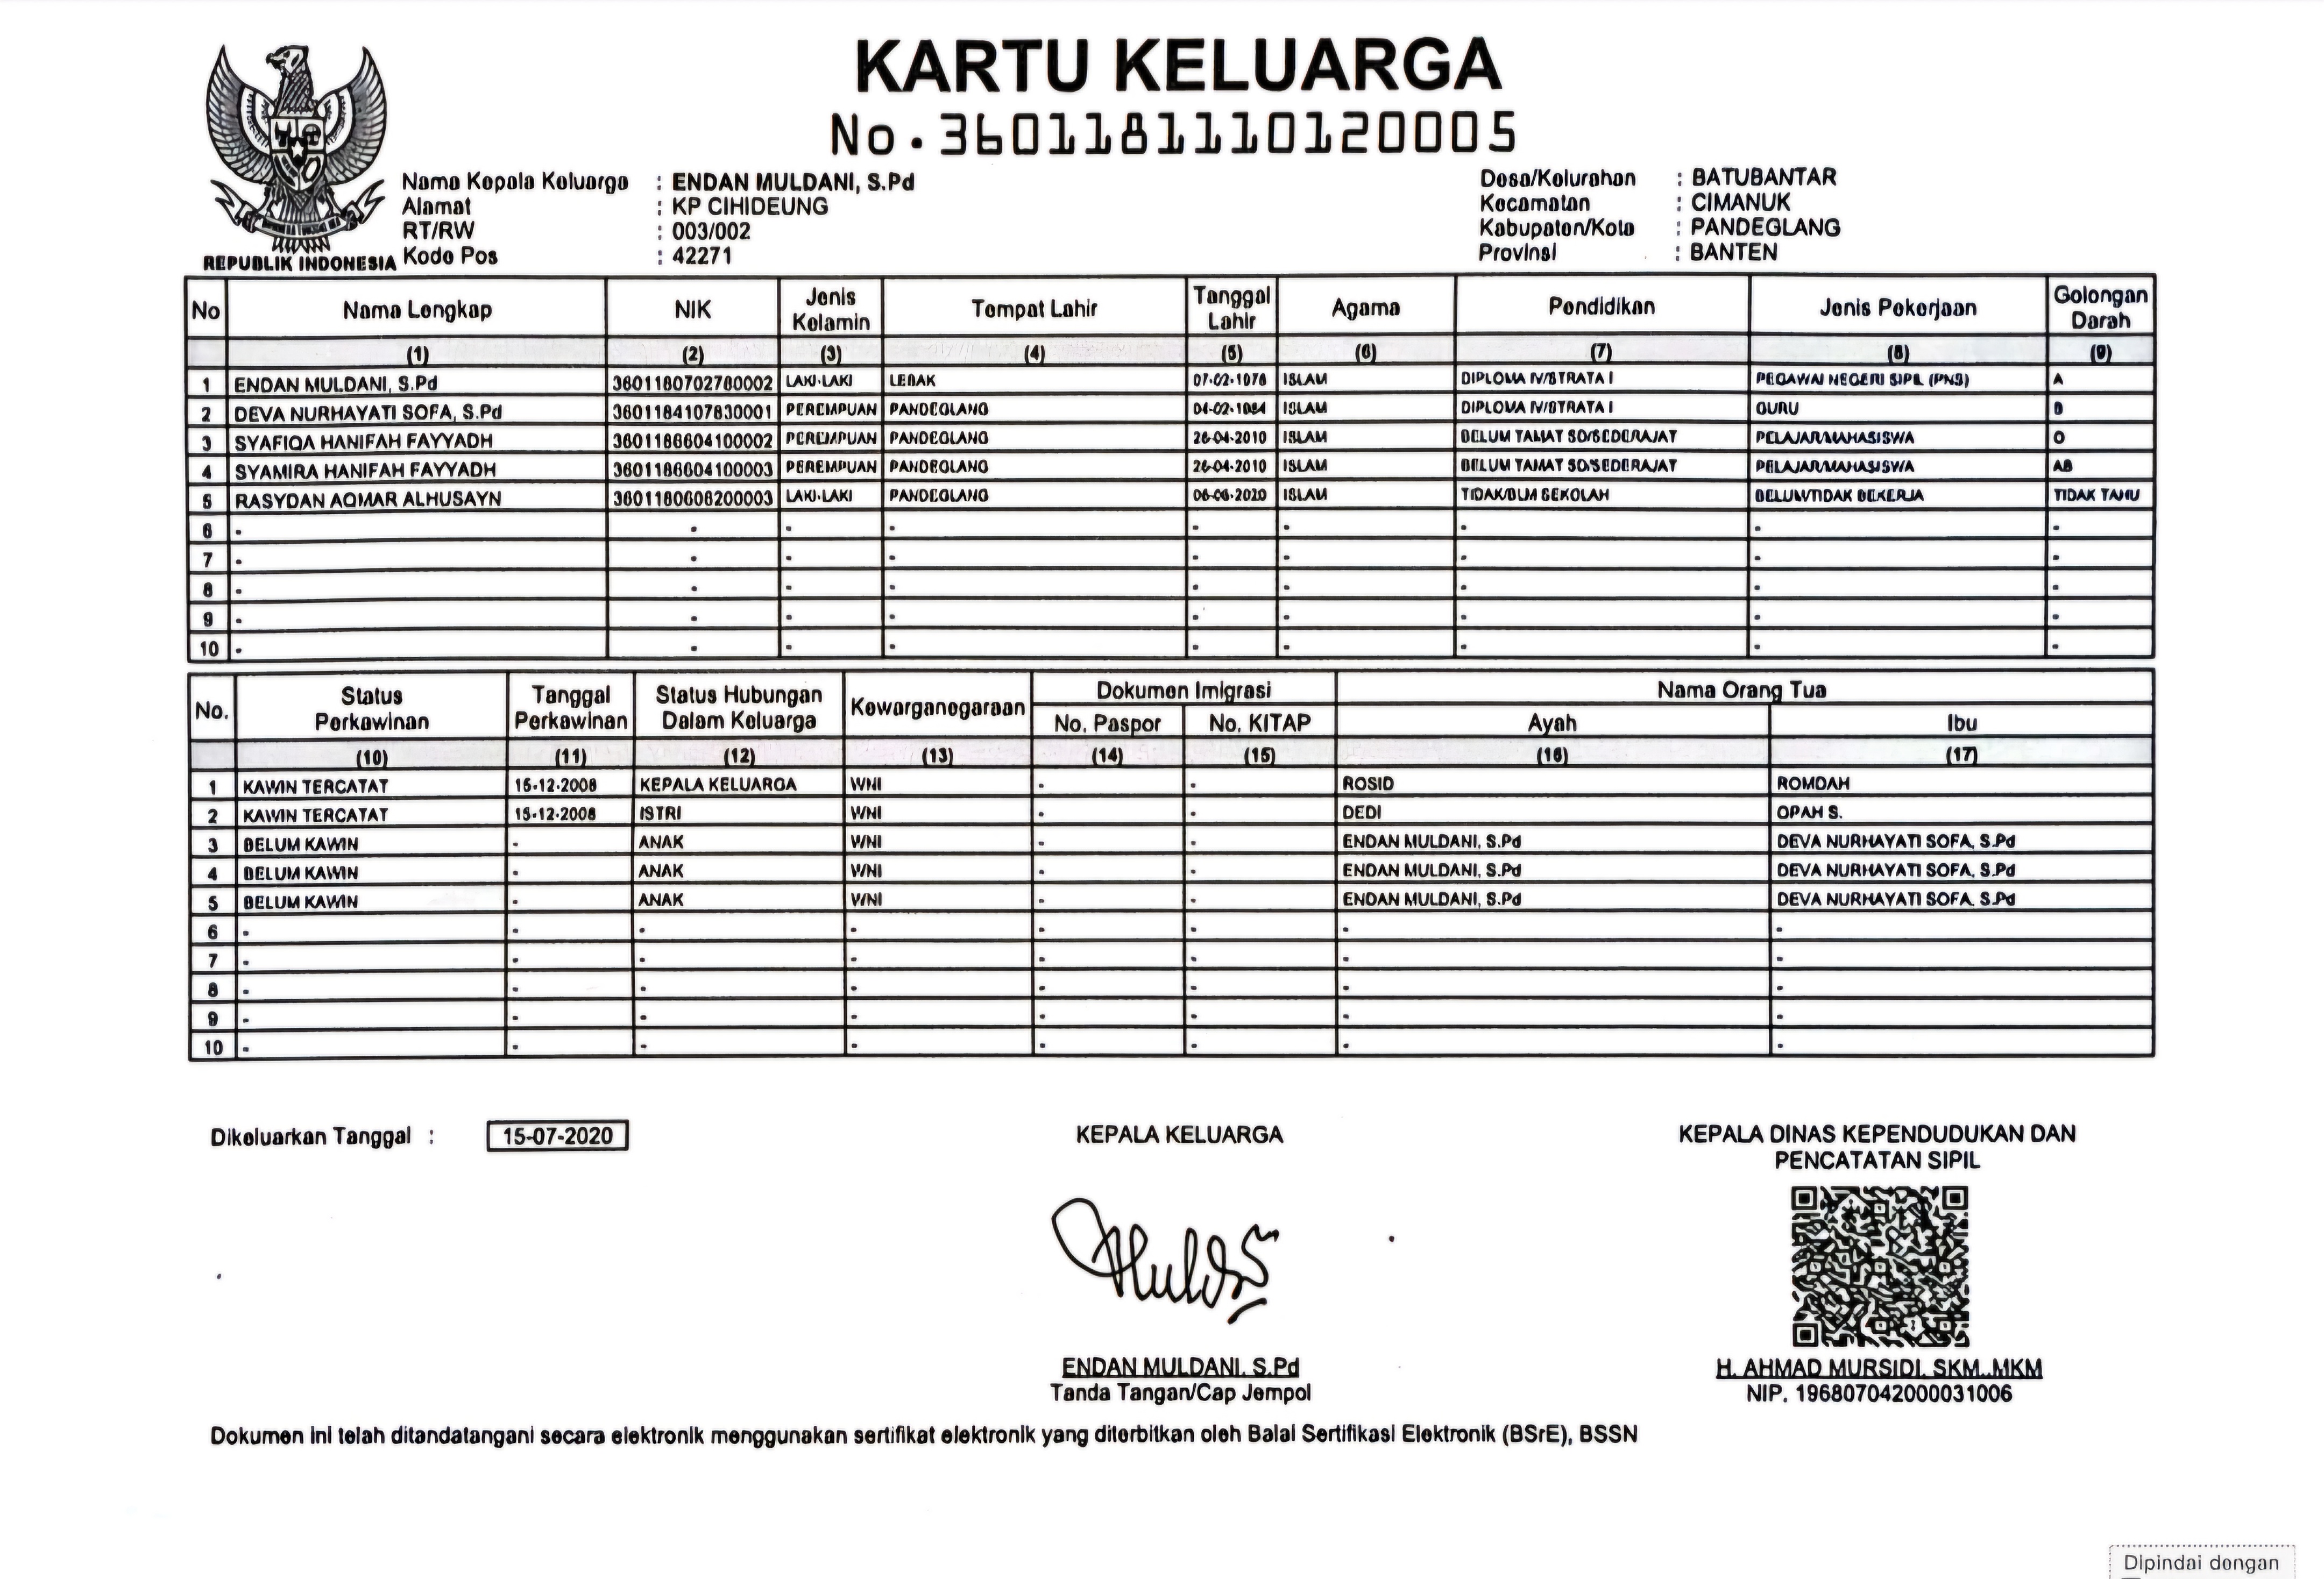 KARTU KELUARGA
No. 3601181110120005
Nama Kepala Keluarga : ENDAN MULDANI, S.Pd
Alamat : KP CIHIDEUNG
RT/RW : 003/002
Kode Pos : 42271
Desa/Kelurahan : BATUBANTAR
Kecamatan : CIMANUK
Kabupaten/Kota : PANDEGLANG
Provinsi : BANTEN
REPUBLIK INDONESIA
No Nama Lengkap NIK Jenis Kelamin Tempat Lahir Tanggal Lahir Agama Pendidikan Jenis Pekerjaan Golongan Darah
(1) (2) (3) (4) (5) (6) (7) (8) (9)
1 ENDAN MULDANI, S.Pd 3601180702780002 LAKI-LAKI LEBAK ISLAM DIPLOMA IV/STRATA I PEGAWAI NEGERI SIPIL (PNS) A
2 DEVA NURHAYATI SOFA, S.Pd 3601184107830001 PEREMPUAN PANDEGLANG ISLAM DIPLOMA IV/STRATA I GURU B
3 SYAFIQA HANIFAH FAYYADH 3601186604100002 PEREMPUAN PANDEGLANG 26-04-2010 ISLAM BELUM TAMAT SD/SEDERAJAT PELAJAR/MAHASISWA O
4 SYAMIRA HANIFAH FAYYADH 3601186604100003 PEREMPUAN PANDEGLANG 26-04-2010 ISLAM BELUM TAMAT SD/SEDERAJAT PELAJAR/MAHASISWA AB
5 RASYDAN AQMAR ALHUSAYN 3601180606200003 LAKI-LAKI PANDEGLANG 06-06-2020 ISLAM TIDAK/BLM SEKOLAH BELUM/TIDAK BEKERJA TIDAK TAHU
6 - - - - - - - - -
7 - - - - - - - - -
8 - - - - - - - - -
9 - - - - - - - - -
10 - - - - - - - - -
No. Status Perkawinan Tanggal Perkawinan Status Hubungan Dalam Keluarga Kewarganegaraan Dokumen Imigrasi Nama Orang Tua
No. Paspor No. KITAP Ayah Ibu
(10) (11) (12) (13) (14) (15) (16) (17)
1 KAWIN TERCATAT 15-12-2008 KEPALA KELUARGA WNI - - ROSID ROMDAH
2 KAWIN TERCATAT 15-12-2008 ISTRI WNI - - DEDI OPAH S.
3 BELUM KAWIN - ANAK WNI - - ENDAN MULDANI, S.Pd DEVA NURHAYATI SOFA, S.Pd
4 BELUM KAWIN - ANAK WNI - - ENDAN MULDANI, S.Pd DEVA NURHAYATI SOFA, S.Pd
5 BELUM KAWIN - ANAK WNI - - ENDAN MULDANI, S.Pd DEVA NURHAYATI SOFA, S.Pd
6 - - - - - - - -
7 - - - - - - - -
8 - - - - - - - -
9 - - - - - - - -
10 - - - - - - - -
Dikeluarkan Tanggal : 15-07-2020
KEPALA KELUARGA
ENDAN MULDANI, S.Pd
Tanda Tangan/Cap Jempol
KEPALA DINAS KEPENDUDUKAN DAN
PENCATATAN SIPIL
H. AHMAD MURSIDI, SKM.,MKM
NIP. 196807042000031006
Dokumen ini telah ditandatangani secara elektronik menggunakan sertifikat elektronik yang diterbitkan oleh Balai Sertifikasi Elektronik (BSrE), BSSN
Dipindai dengan